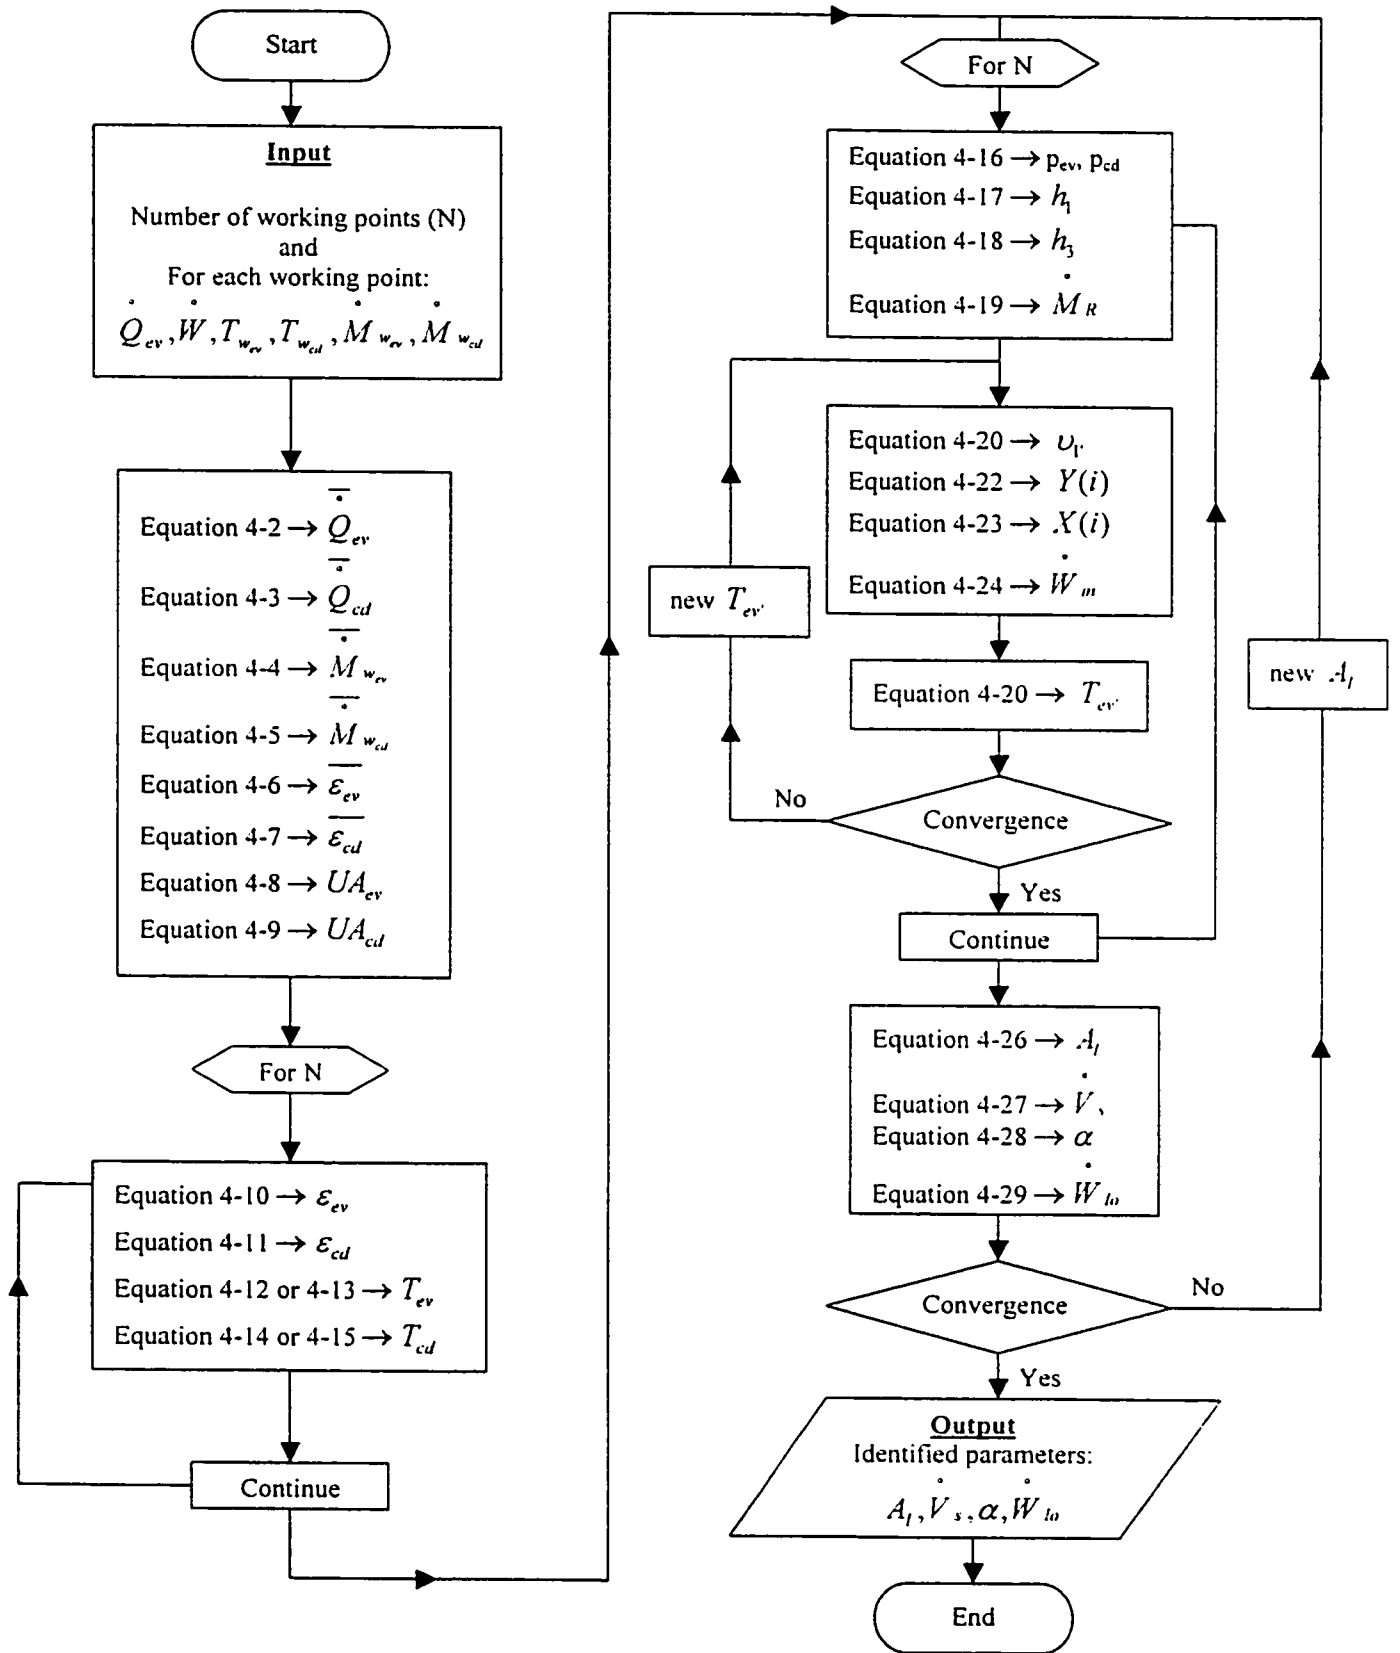 Start
Input
Number of working points (N)
and
For each working point:
Q̇ev, Ẇ, Twev, Twcd, Ṁwev, Ṁwcd
Equation 4-2 → Q̇̅ev
Equation 4-3 → Q̇̅cd
Equation 4-4 → Ṁ̅wev
Equation 4-5 → Ṁ̅wcd
Equation 4-6 → ε̅ev
Equation 4-7 → ε̅cd
Equation 4-8 → UAev
Equation 4-9 → UAcd
For N
Equation 4-10 → εev
Equation 4-11 → εcd
Equation 4-12 or 4-13 → Tev
Equation 4-14 or 4-15 → Tcd
Continue
For N
Equation 4-16 → pev, pcd
Equation 4-17 → h1
Equation 4-18 → h3
Equation 4-19 → ṀR
Equation 4-20 → υ1'
Equation 4-22 → Y(i)
Equation 4-23 → X(i)
Equation 4-24 → Ẇm
new Tev'
Equation 4-20 → Tev'
No
Convergence
Yes
Continue
new Al
Equation 4-26 → Al
Equation 4-27 → V̇s
Equation 4-28 → α
Equation 4-29 → Ẇlo
Convergence
No
Yes
Output
Identified parameters:
Al, V̇s, α, Ẇlo
End